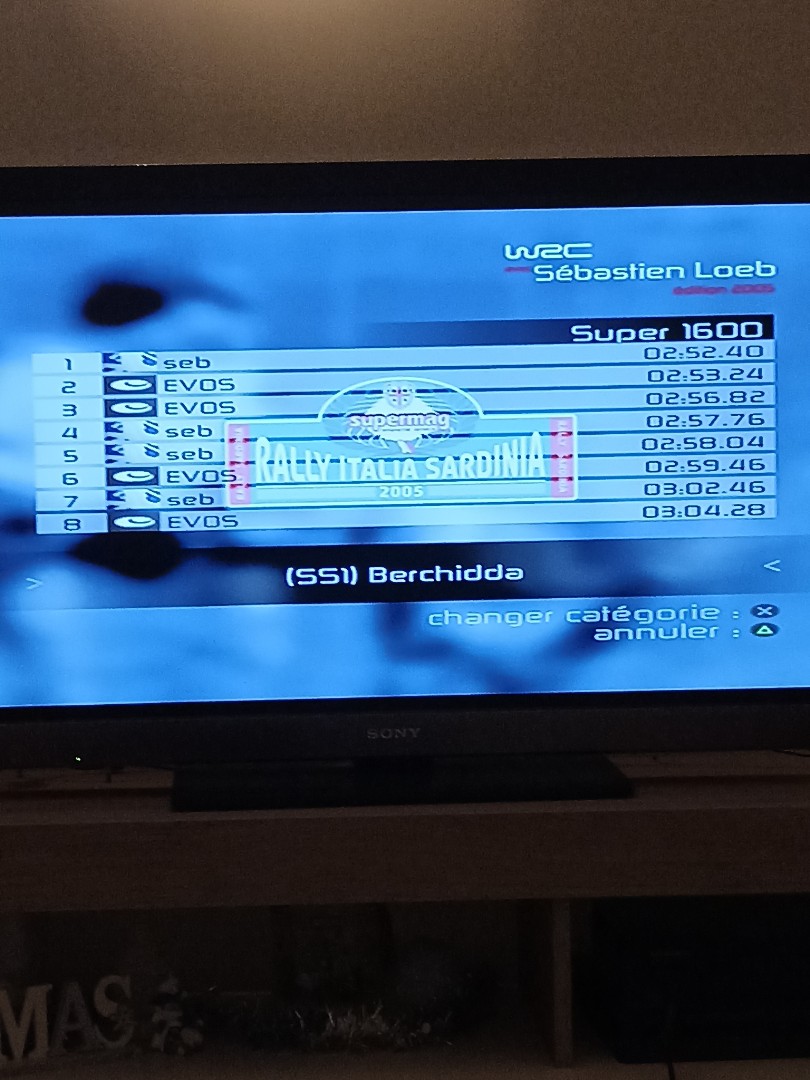 WRC
avec Sébastien Loeb
édition 2005
Super 1600
1 seb 02:52.40
2 EVOS 02:53.24
3 EVOS 02:56.82
4 seb 02:57.76
5 seb 02:58.04
6 EVOS 02:59.46
7 seb 03:02.46
8 EVOS 03:04.28
supermag
RALLY ITALIA SARDINIA
2005
> (SS1) Berchidda <
changer catégorie :
annuler :
SONY
MAS